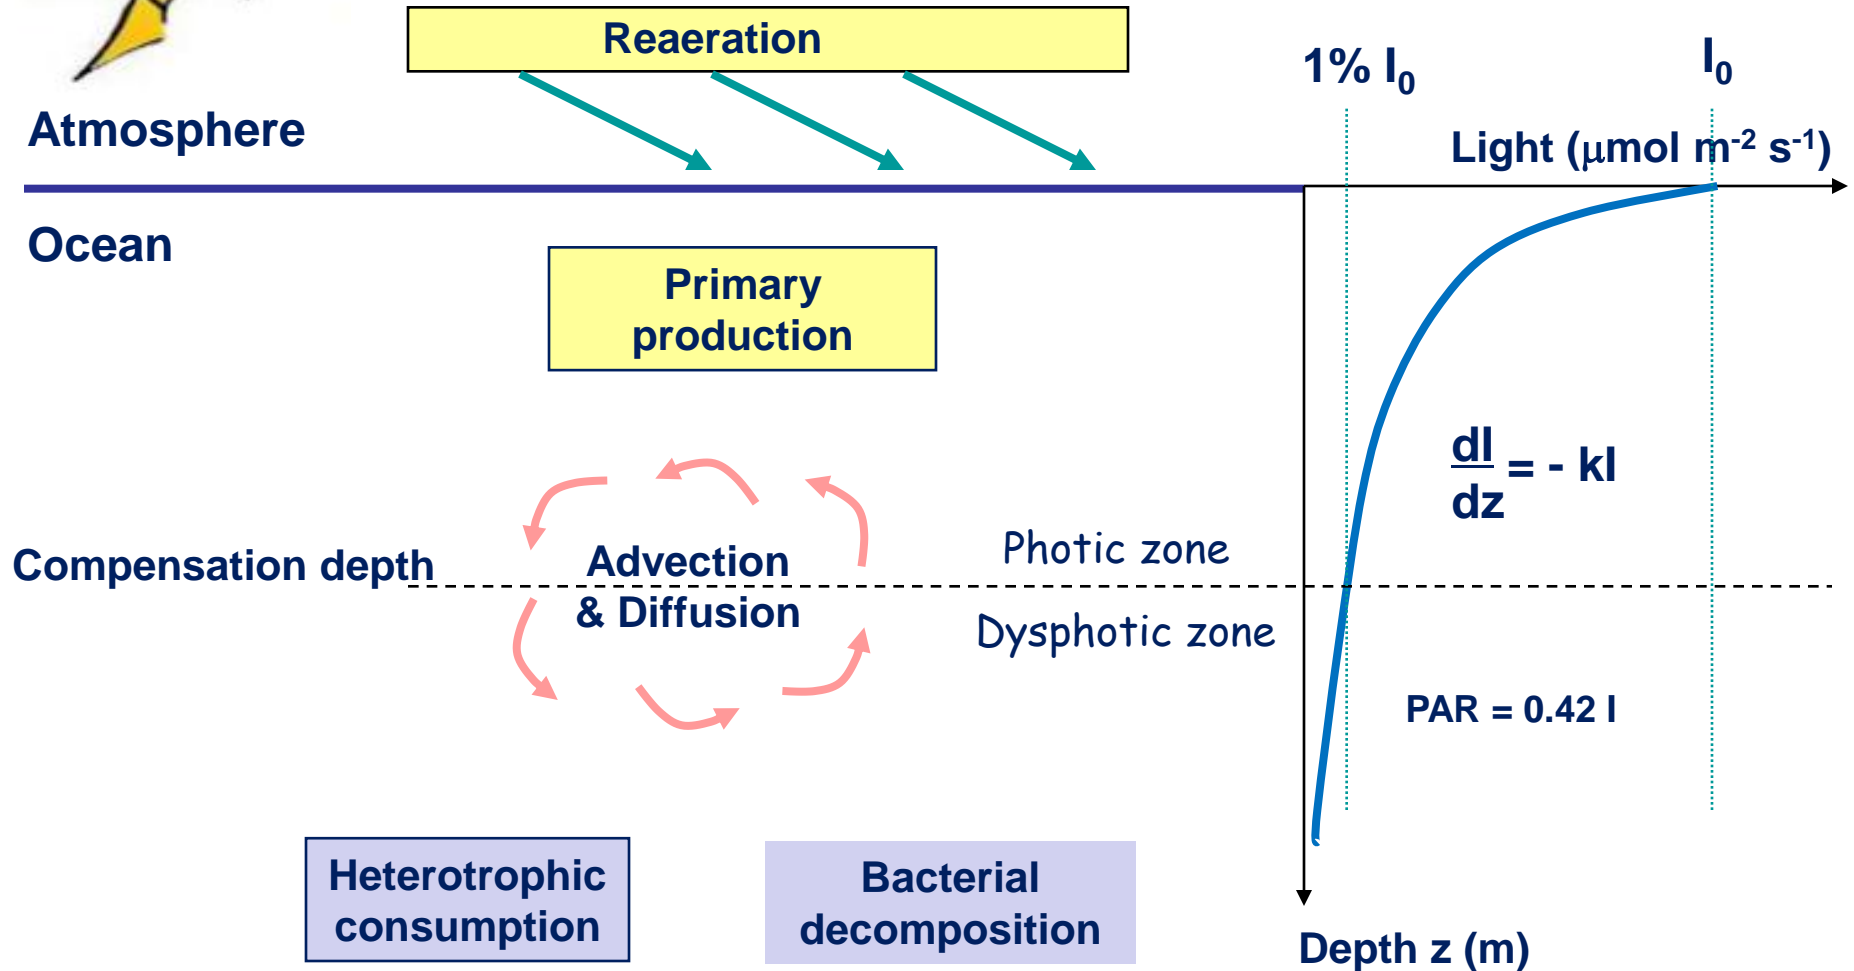 Reaeration
1% I0
I0
Atmosphere
Light (μmol m-2 s-1)
Ocean
Primary
production
dI
dz
= - kI
Compensation depth
Advection
& Diffusion
Photic zone
Dysphotic zone
PAR = 0.42 I
Heterotrophic
consumption
Bacterial
decomposition
Depth z (m)